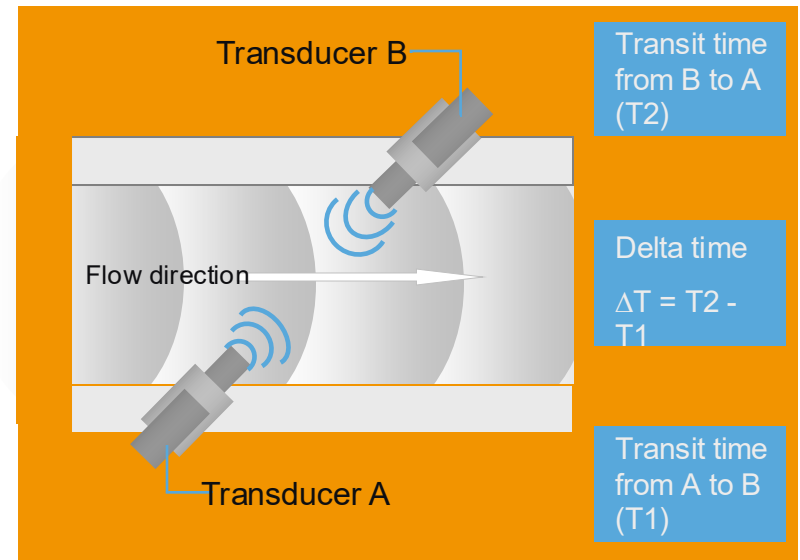 Transducer B
Transit time
from B to A
(T2)
Delta time
Flow direction
ΔT = T2 -
T1
Transit time
from A to B
(T1)
Transducer A